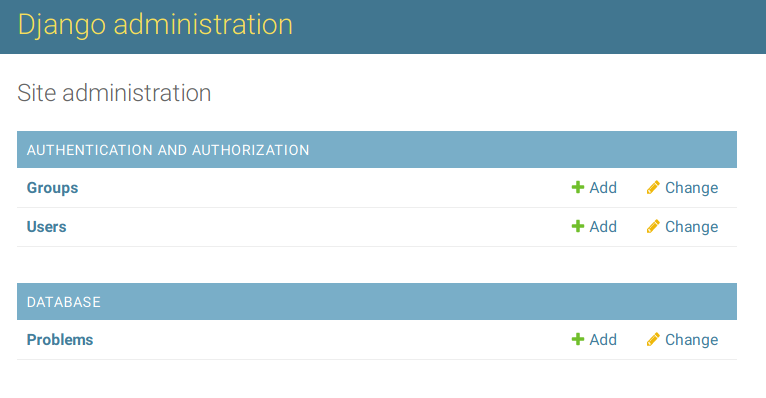 Django administration
Site administration
AUTHENTICATION AND AUTHORIZATION
Groups Add Change
Users Add Change
DATABASE
Problems Add Change